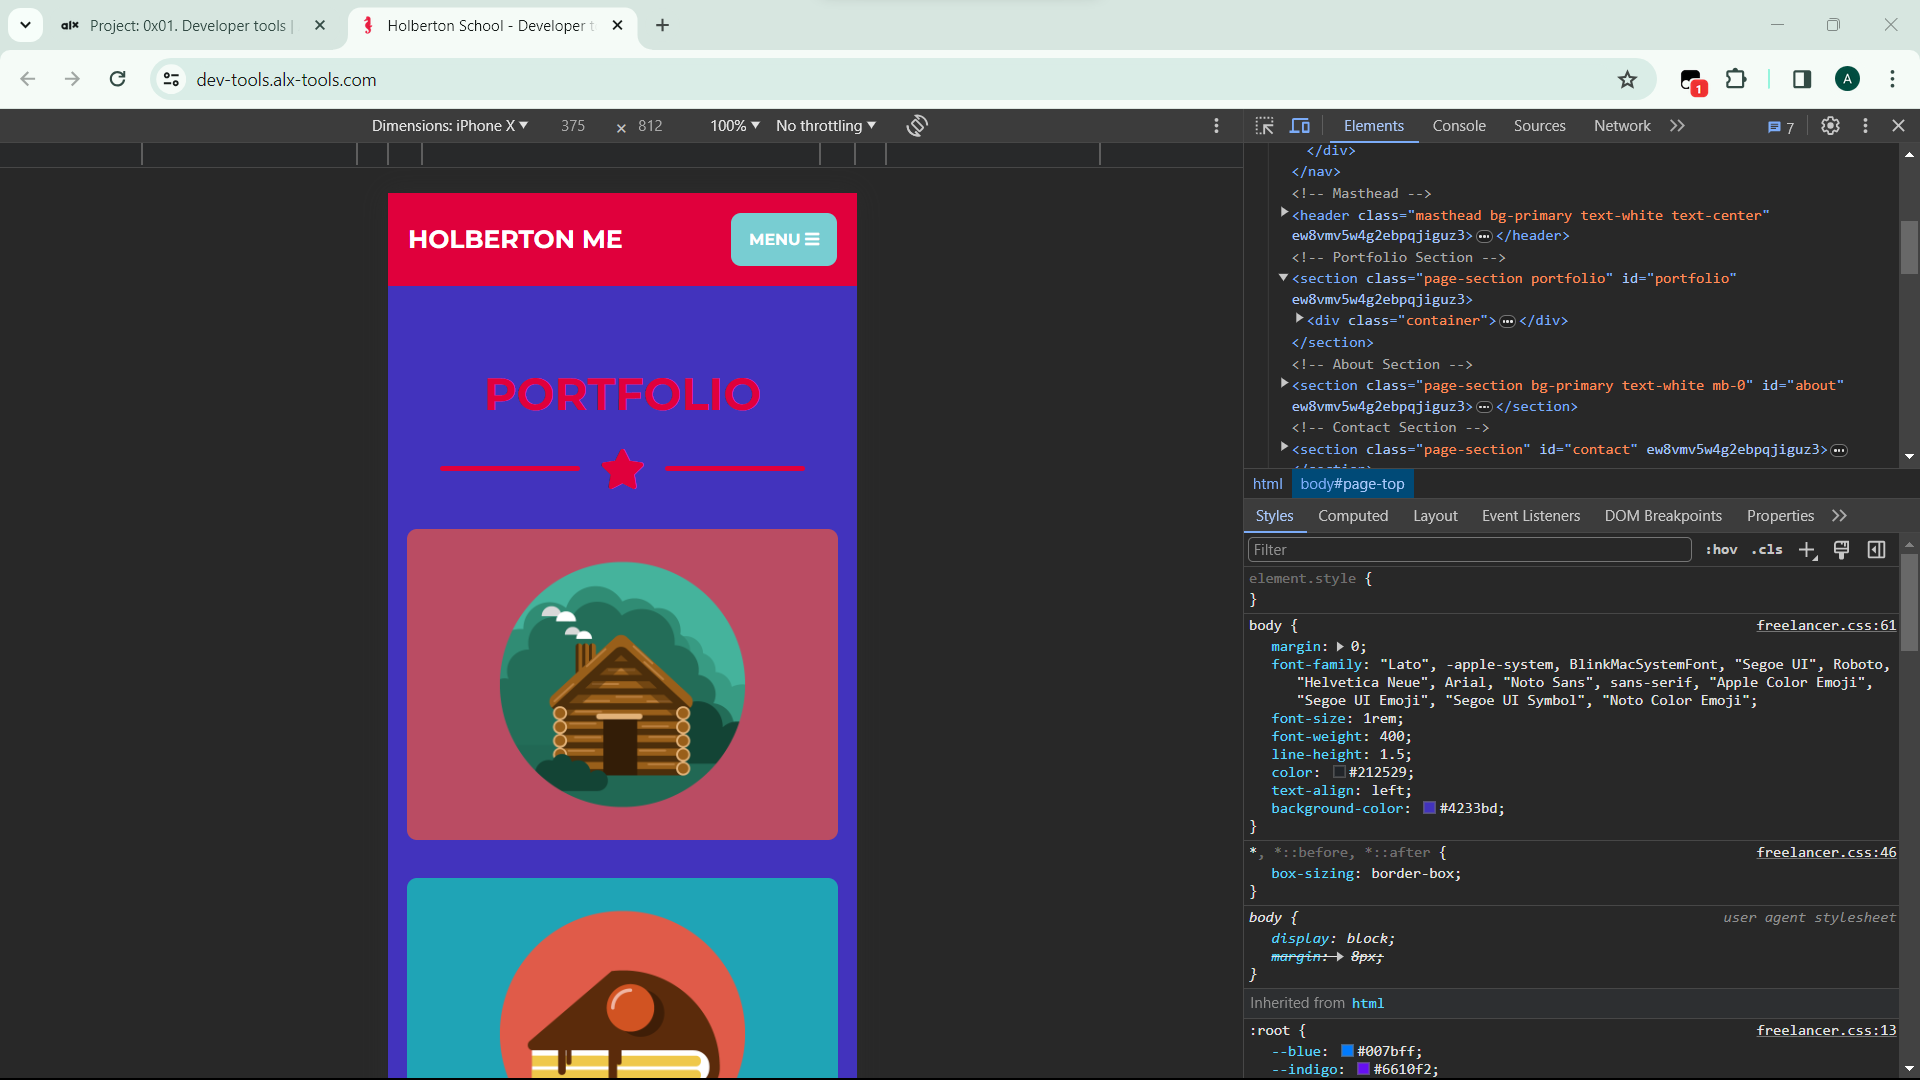 alx Project: 0x01. Developer tools |
Holberton School - Developer t
dev-tools.alx-tools.com
1
A
Dimensions: iPhone X ▼ 375 × 812 100% ▼ No throttling ▼
Elements Console Sources Network 7
HOLBERTON ME
MENU
PORTFOLIO
</div>
</nav>
<!-- Masthead -->
<header class="masthead bg-primary text-white text-center"
ew8vmv5w4g2ebpqjiguz3> … </header>
<!-- Portfolio Section -->
<section class="page-section portfolio" id="portfolio"
ew8vmv5w4g2ebpqjiguz3>
<div class="container"> … </div>
</section>
<!-- About Section -->
<section class="page-section bg-primary text-white mb-0" id="about"
ew8vmv5w4g2ebpqjiguz3> … </section>
<!-- Contact Section -->
<section class="page-section" id="contact" ew8vmv5w4g2ebpqjiguz3> …
</section>
html body#page-top
Styles Computed Layout Event Listeners DOM Breakpoints Properties
Filter :hov .cls
element.style {
}
body { freelancer.css:61
margin: 0;
font-family: "Lato", -apple-system, BlinkMacSystemFont, "Segoe UI", Roboto,
"Helvetica Neue", Arial, "Noto Sans", sans-serif, "Apple Color Emoji",
"Segoe UI Emoji", "Segoe UI Symbol", "Noto Color Emoji";
font-size: 1rem;
font-weight: 400;
line-height: 1.5;
color: #212529;
text-align: left;
background-color: #4233bd;
}
*, *::before, *::after { freelancer.css:46
box-sizing: border-box;
}
body { user agent stylesheet
display: block;
margin: 8px;
}
Inherited from html
:root { freelancer.css:13
--blue: #007bff;
--indigo: #6610f2;